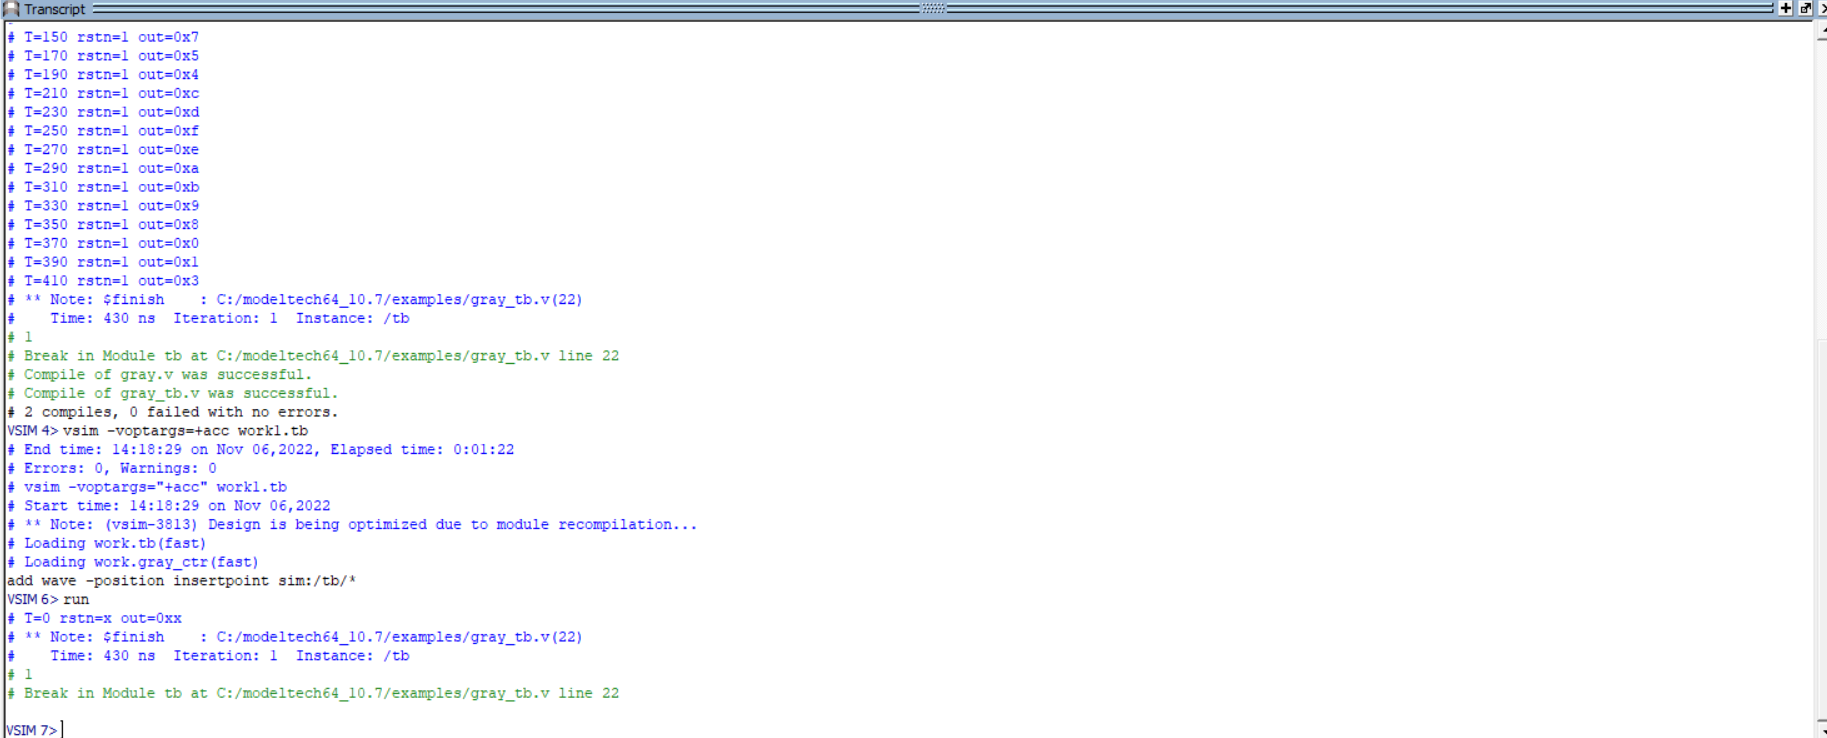 Transcript
# T=150 rstn=1 out=0x7
# T=170 rstn=1 out=0x5
# T=190 rstn=1 out=0x4
# T=210 rstn=1 out=0xc
# T=230 rstn=1 out=0xd
# T=250 rstn=1 out=0xf
# T=270 rstn=1 out=0xe
# T=290 rstn=1 out=0xa
# T=310 rstn=1 out=0xb
# T=330 rstn=1 out=0x9
# T=350 rstn=1 out=0x8
# T=370 rstn=1 out=0x0
# T=390 rstn=1 out=0x1
# T=410 rstn=1 out=0x3
# ** Note: $finish    : C:/modeltech64_10.7/examples/gray_tb.v(22)
#    Time: 430 ns  Iteration: 1  Instance: /tb
# 1
# Break in Module tb at C:/modeltech64_10.7/examples/gray_tb.v line 22
# Compile of gray.v was successful.
# Compile of gray_tb.v was successful.
# 2 compiles, 0 failed with no errors.
VSIM 4> vsim -voptargs=+acc work1.tb
# End time: 14:18:29 on Nov 06,2022, Elapsed time: 0:01:22
# Errors: 0, Warnings: 0
# vsim -voptargs="+acc" work1.tb
# Start time: 14:18:29 on Nov 06,2022
# ** Note: (vsim-3813) Design is being optimized due to module recompilation...
# Loading work.tb(fast)
# Loading work.gray_ctr(fast)
add wave -position insertpoint sim:/tb/*
VSIM 6> run
# T=0 rstn=x out=0xx
# ** Note: $finish    : C:/modeltech64_10.7/examples/gray_tb.v(22)
#    Time: 430 ns  Iteration: 1  Instance: /tb
# 1
# Break in Module tb at C:/modeltech64_10.7/examples/gray_tb.v line 22
VSIM 7>